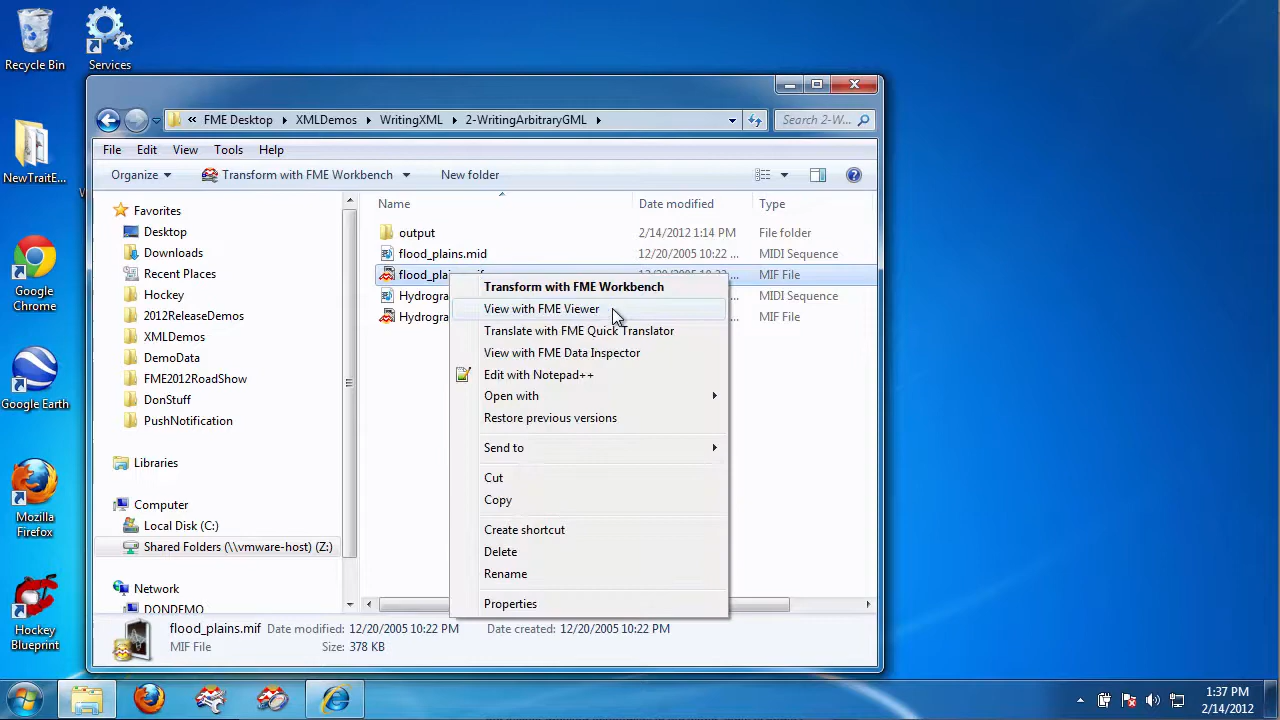 Recycle Bin
Services
NewTraitE...
Google
Chrome
Google Earth
Mozilla
Firefox
Hockey
Blueprint
« FME Desktop XMLDemos WritingXML 2-WritingArbitraryGML
Search 2-W...
File Edit View Tools Help
Organize Transform with FME Workbench New folder
Favorites
Desktop
Downloads
Recent Places
Hockey
2012ReleaseDemos
XMLDemos
DemoData
FME2012RoadShow
DonStuff
PushNotification
Libraries
Computer
Local Disk (C:)
Shared Folders (\\vmware-host) (Z:)
Network
DONDEMO
Name Date modified Type
output 2/14/2012 1:14 PM File folder
flood_plains.mid 12/20/2005 10:22 ... MIDI Sequence
MIF File
MIDI Sequence
MIF File
Transform with FME Workbench
View with FME Viewer
Translate with FME Quick Translator
View with FME Data Inspector
Edit with Notepad++
Open with
Restore previous versions
Send to
Cut
Copy
Create shortcut
Delete
Rename
Properties
flood_plains.mif Date modified: 12/20/2005 10:22 PM Date created: 12/20/2005 10:22 PM
MIF File Size: 378 KB
1:37 PM
2/14/2012